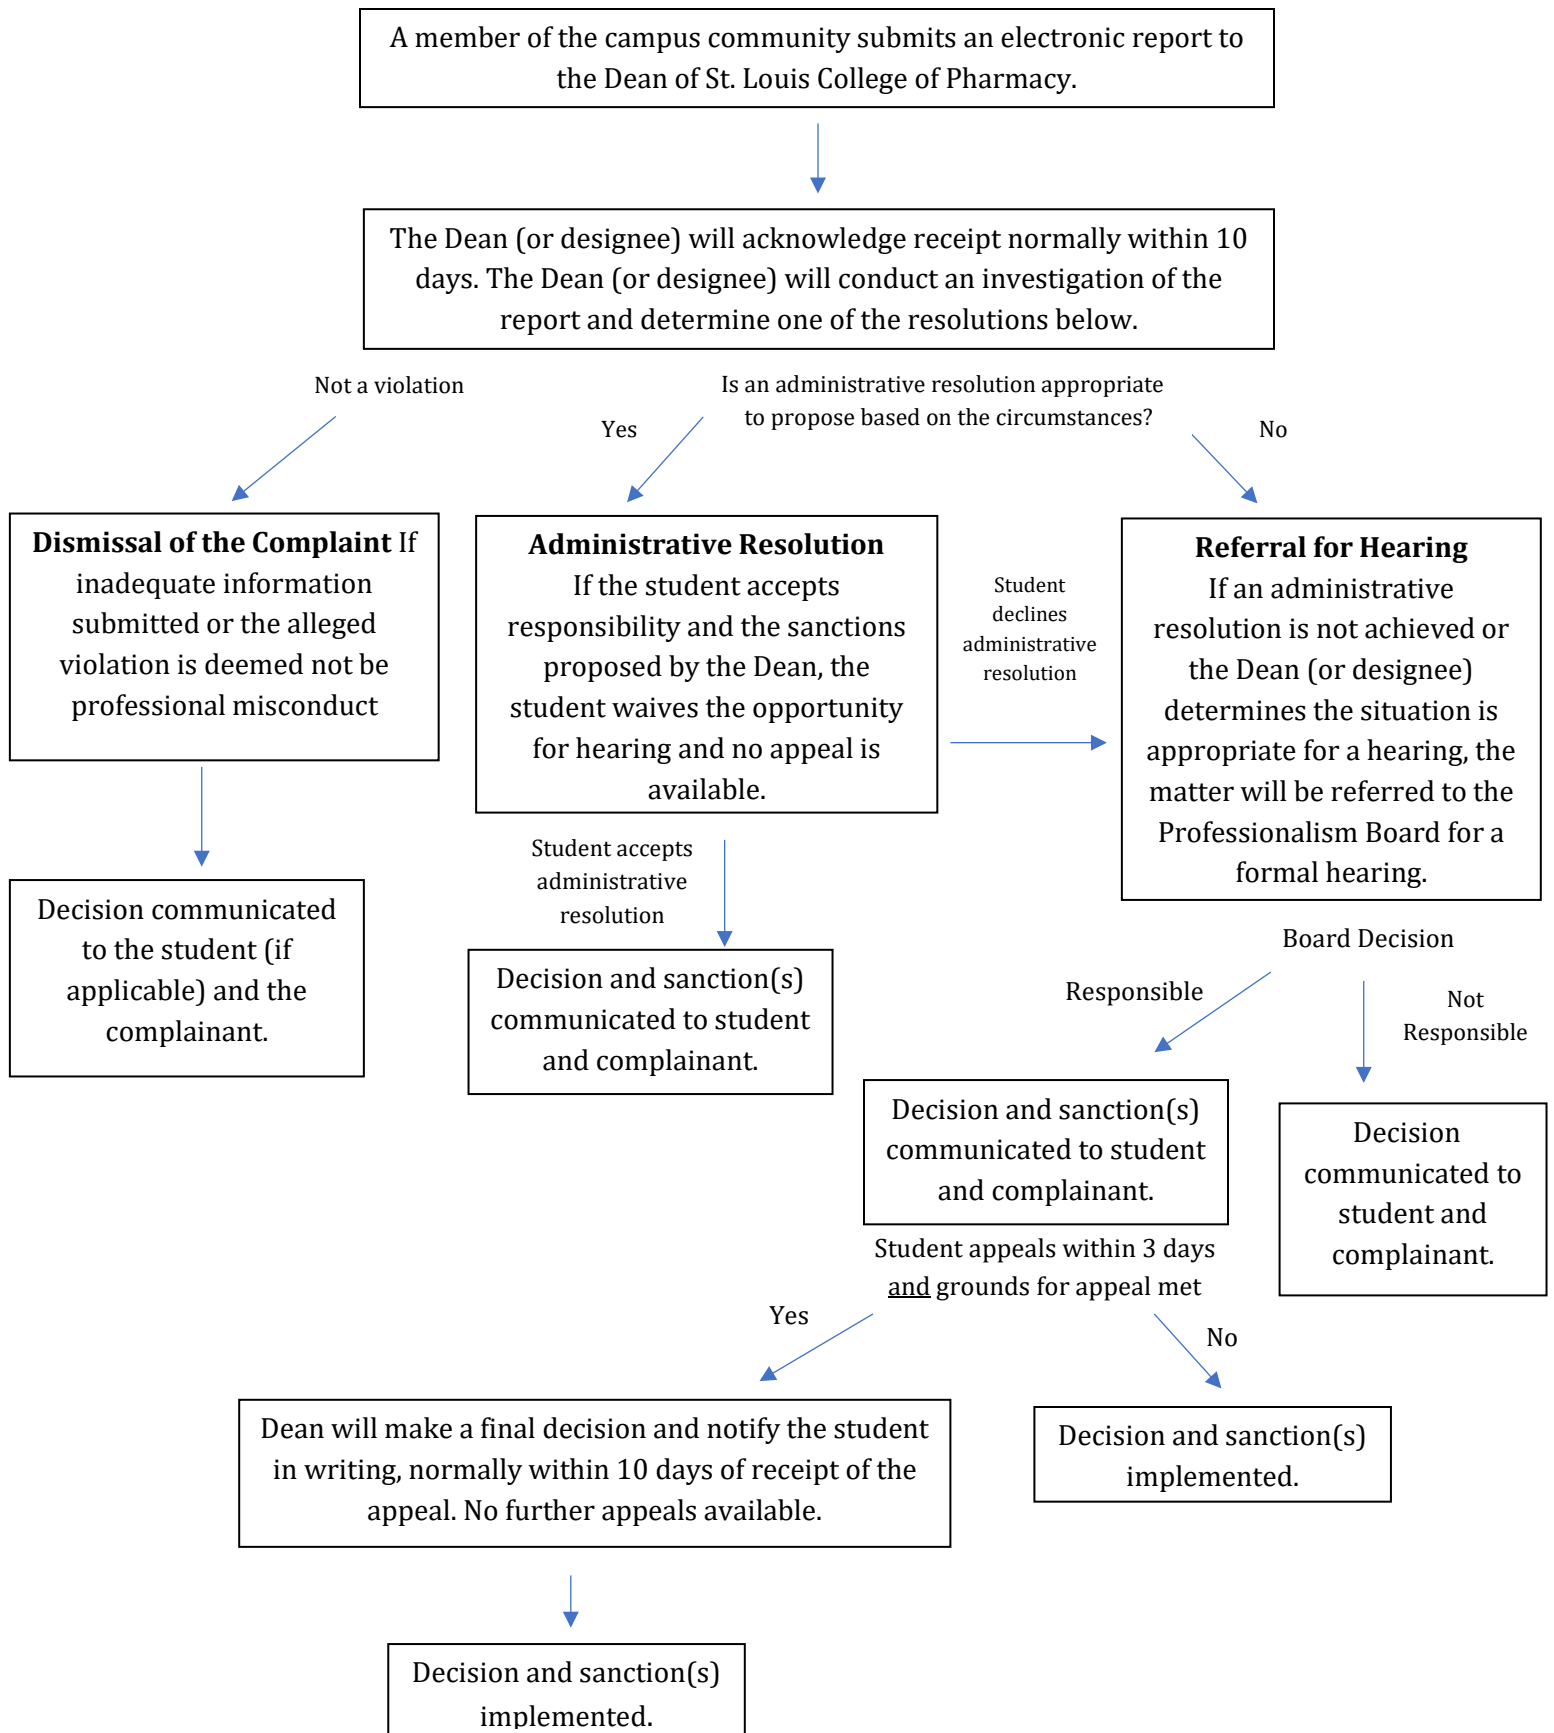 A member of the campus community submits an electronic report to
the Dean of St. Louis College of Pharmacy.
The Dean (or designee) will acknowledge receipt normally within 10
days. The Dean (or designee) will conduct an investigation of the
report and determine one of the resolutions below.
Not a violation
Is an administrative resolution appropriate
to propose based on the circumstances?
Yes
No
Dismissal of the Complaint If
inadequate information
submitted or the alleged
violation is deemed not be
professional misconduct
Administrative Resolution
If the student accepts
responsibility and the sanctions
proposed by the Dean, the
student waives the opportunity
for hearing and no appeal is
available.
Student
declines
administrative
resolution
Referral for Hearing
If an administrative
resolution is not achieved or
the Dean (or designee)
determines the situation is
appropriate for a hearing, the
matter will be referred to the
Professionalism Board for a
formal hearing.
Decision communicated
to the student (if
applicable) and the
complainant.
Student accepts
administrative
resolution
Decision and sanction(s)
communicated to student
and complainant.
Board Decision
Responsible
Not
Responsible
Decision and sanction(s)
communicated to student
and complainant.
Decision
communicated to
student and
complainant.
Student appeals within 3 days
and grounds for appeal met
Yes
No
Dean will make a final decision and notify the student
in writing, normally within 10 days of receipt of the
appeal. No further appeals available.
Decision and sanction(s)
implemented.
Decision and sanction(s)
implemented.